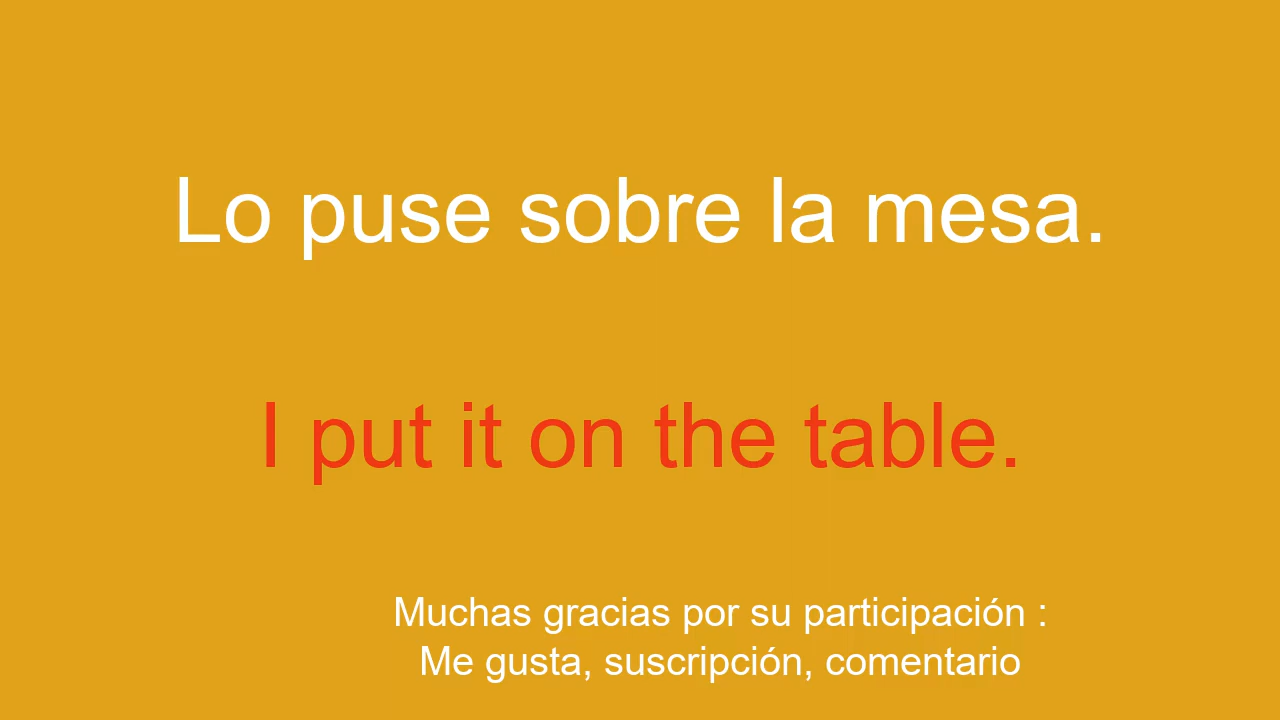 Lo puse sobre la mesa.
I put it on the table.
Muchas gracias por su participación :
Me gusta, suscripción, comentario